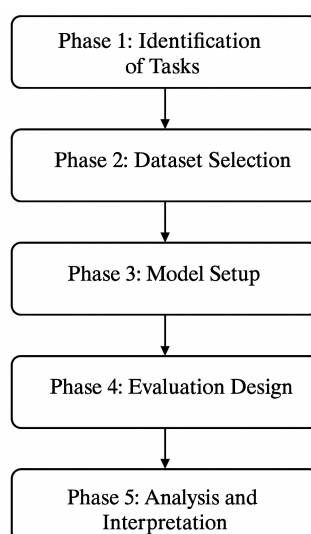 Phase 1: Identification
of Tasks
Phase 2: Dataset Selection
Phase 3: Model Setup
Phase 4: Evaluation Design
Phase 5: Analysis and
Interpretation